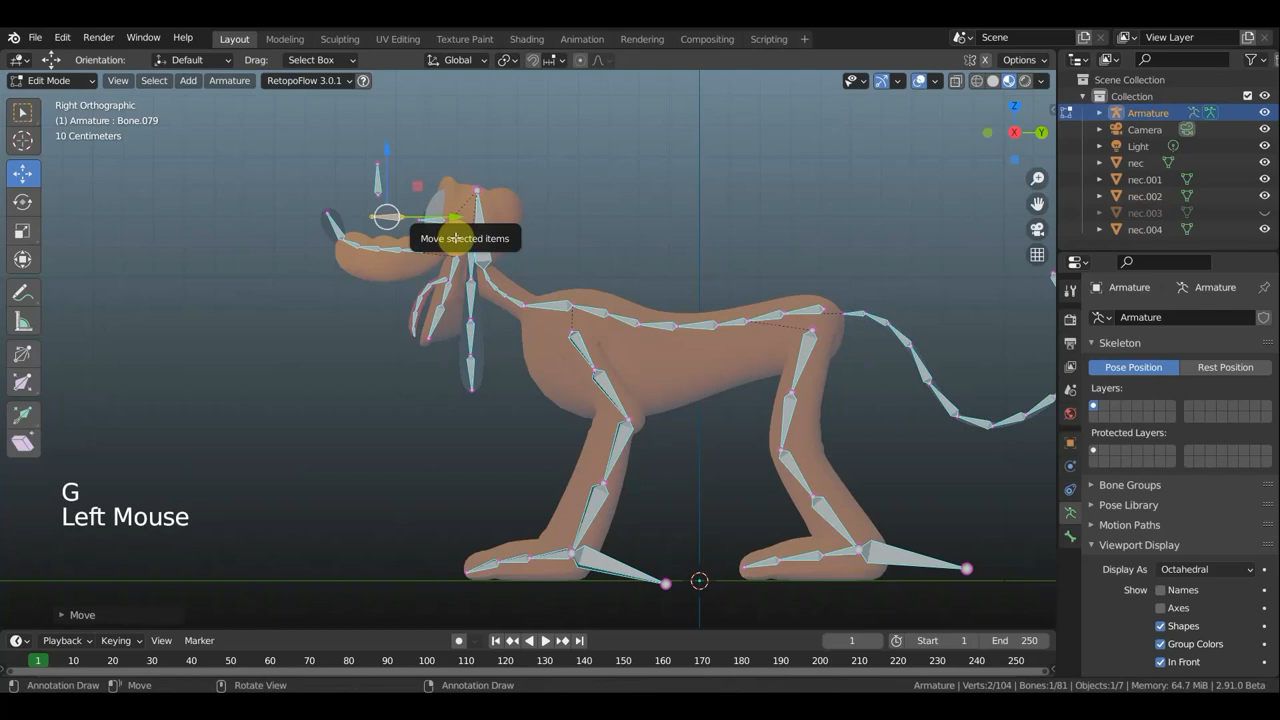 File Edit Render Window Help Layout Modeling Sculpting UV Editing Texture Paint Shading Animation Rendering Compositing Scripting + Scene View Layer
Orientation: Default Drag: Select Box Global Options
Edit Mode View Select Add Armature RetopoFlow 3.0.1 ?
Right Orthographic
(1) Armature : Bone.079
10 Centimeters
Z
X
Y
Move selected items
G
Left Mouse
Move
Scene Collection
Collection
Armature
Camera
Light
nec
nec.001
nec.002
nec.003
nec.004
Armature Armature
Armature
Skeleton
Pose Position Rest Position
Layers:
Protected Layers:
Bone Groups
Pose Library
Motion Paths
Viewport Display
Display As Octahedral
Show Names
Axes
Shapes
Group Colors
In Front
Playback Keying View Marker 1 Start 1 End 250
1 10 20 30 40 50 60 70 80 90 100 110 120 130 140 150 160 170 180 190 200 210 220 230 240 250
Annotation Draw Move Rotate View Annotation Draw Armature | Verts:2/104 | Bones:1/81 | Objects:1/7 | Memory: 64.7 MiB | 2.91.0 Beta